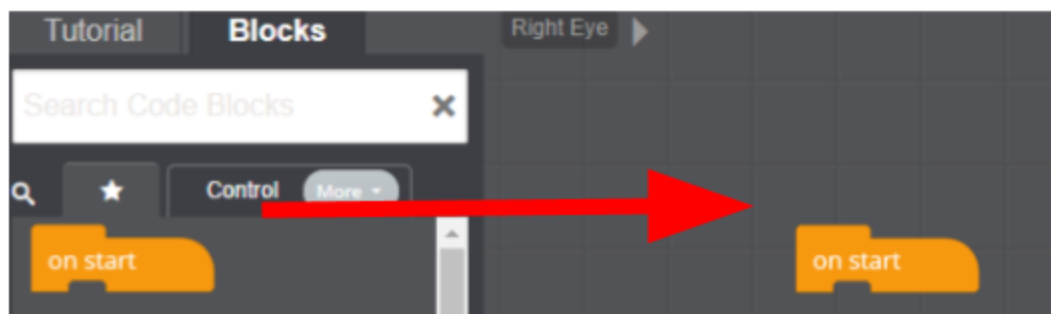 Tutorial
Blocks
Right Eye
Search Code Blocks
Control
More
on start
on start